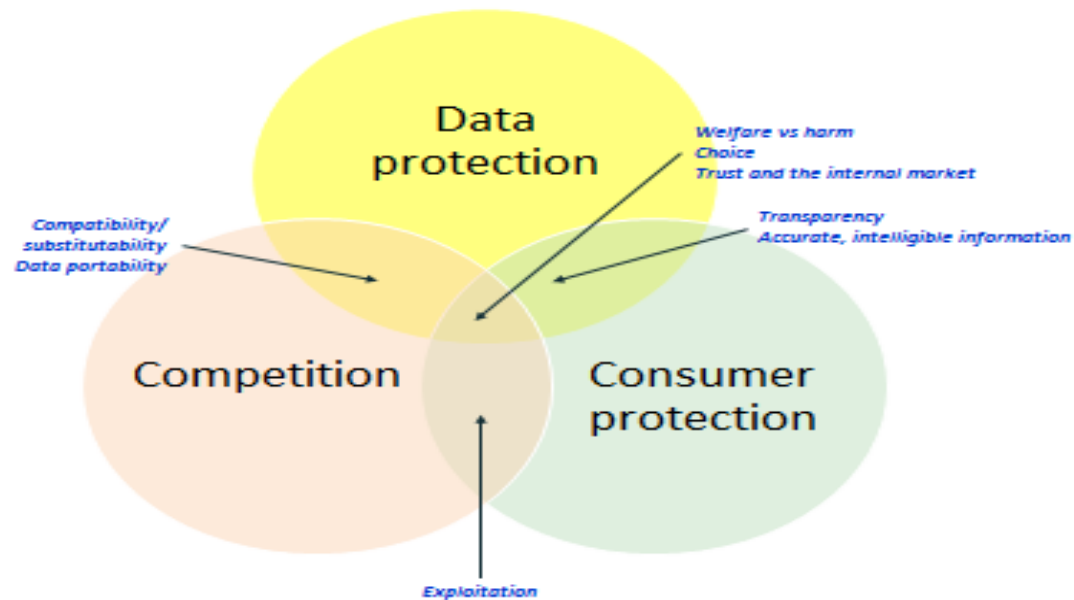 Data
protection
Welfare vs harm
Choice
Trust and the internal market
Compatibility/
substitutability
Data portability
Transparency
Accurate, intelligible information
Competition
Consumer
protection
Exploitation